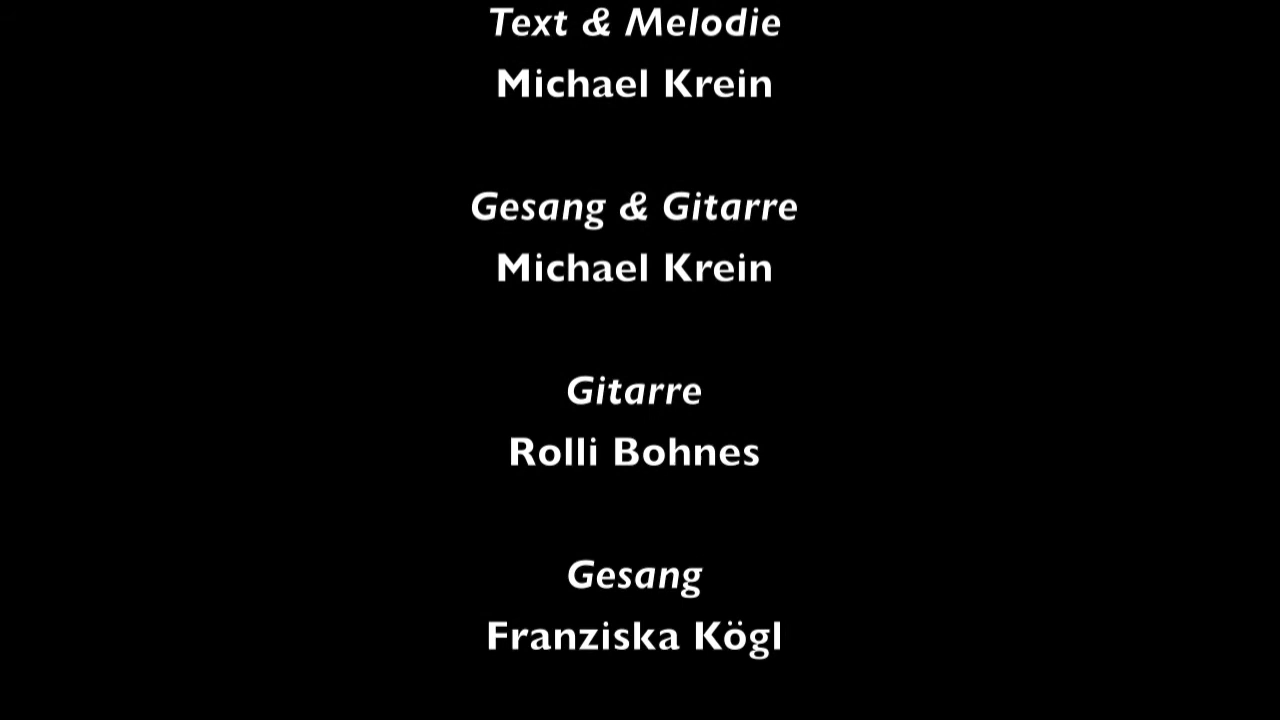 Text & Melodie
Michael Krein
Gesang & Gitarre
Michael Krein
Gitarre
Rolli Bohnes
Gesang
Franziska Kögl